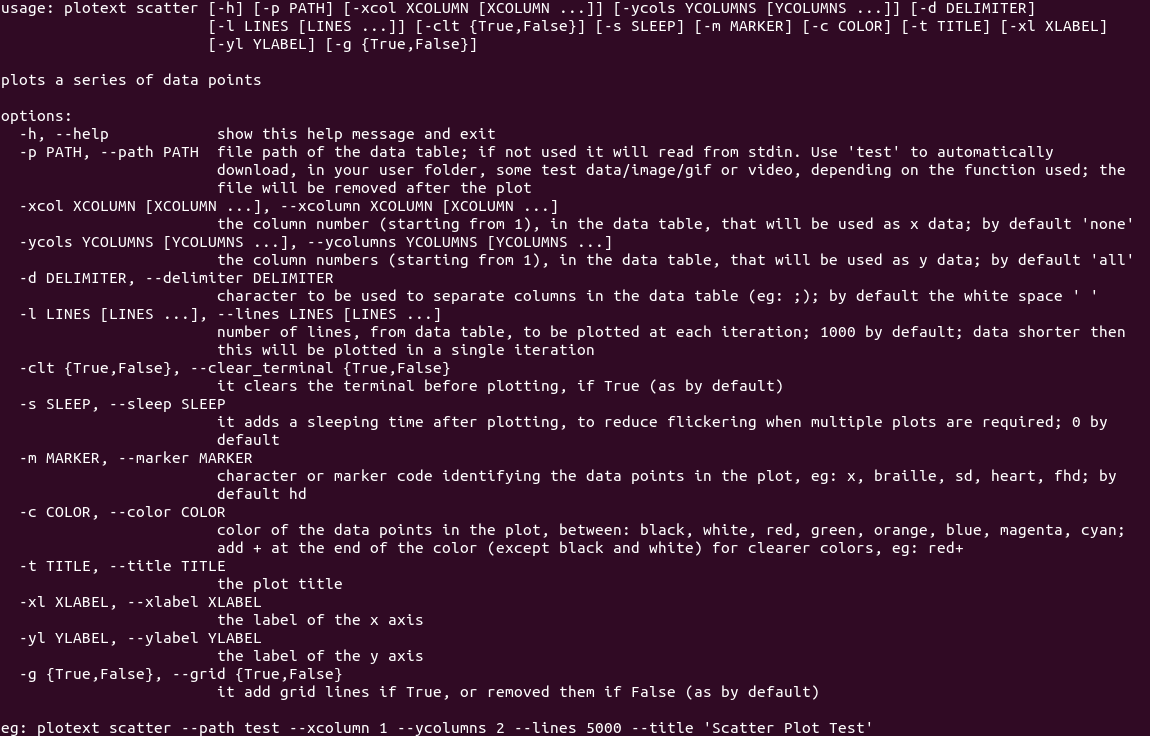 usage: plotext scatter [-h] [-p PATH] [-xcol XCOLUMN [XCOLUMN ...]] [-ycols YCOLUMNS [YCOLUMNS ...]] [-d DELIMITER]
                       [-l LINES [LINES ...]] [-clt {True,False}] [-s SLEEP] [-m MARKER] [-c COLOR] [-t TITLE] [-xl XLABEL]
                       [-yl YLABEL] [-g {True,False}]

plots a series of data points

options:
  -h, --help            show this help message and exit
  -p PATH, --path PATH  file path of the data table; if not used it will read from stdin. Use 'test' to automatically
                        download, in your user folder, some test data/image/gif or video, depending on the function used; the
                        file will be removed after the plot
  -xcol XCOLUMN [XCOLUMN ...], --xcolumn XCOLUMN [XCOLUMN ...]
                        the column number (starting from 1), in the data table, that will be used as x data; by default 'none'
  -ycols YCOLUMNS [YCOLUMNS ...], --ycolumns YCOLUMNS [YCOLUMNS ...]
                        the column numbers (starting from 1), in the data table, that will be used as y data; by default 'all'
  -d DELIMITER, --delimiter DELIMITER
                        character to be used to separate columns in the data table (eg: ;); by default the white space ' '
  -l LINES [LINES ...], --lines LINES [LINES ...]
                        number of lines, from data table, to be plotted at each iteration; 1000 by default; data shorter then
                        this will be plotted in a single iteration
  -clt {True,False}, --clear_terminal {True,False}
                        it clears the terminal before plotting, if True (as by default)
  -s SLEEP, --sleep SLEEP
                        it adds a sleeping time after plotting, to reduce flickering when multiple plots are required; 0 by
                        default
  -m MARKER, --marker MARKER
                        character or marker code identifying the data points in the plot, eg: x, braille, sd, heart, fhd; by
                        default hd
  -c COLOR, --color COLOR
                        color of the data points in the plot, between: black, white, red, green, orange, blue, magenta, cyan;
                        add + at the end of the color (except black and white) for clearer colors, eg: red+
  -t TITLE, --title TITLE
                        the plot title
  -xl XLABEL, --xlabel XLABEL
                        the label of the x axis
  -yl YLABEL, --ylabel YLABEL
                        the label of the y axis
  -g {True,False}, --grid {True,False}
                        it add grid lines if True, or removed them if False (as by default)

eg: plotext scatter --path test --xcolumn 1 --ycolumns 2 --lines 5000 --title 'Scatter Plot Test'